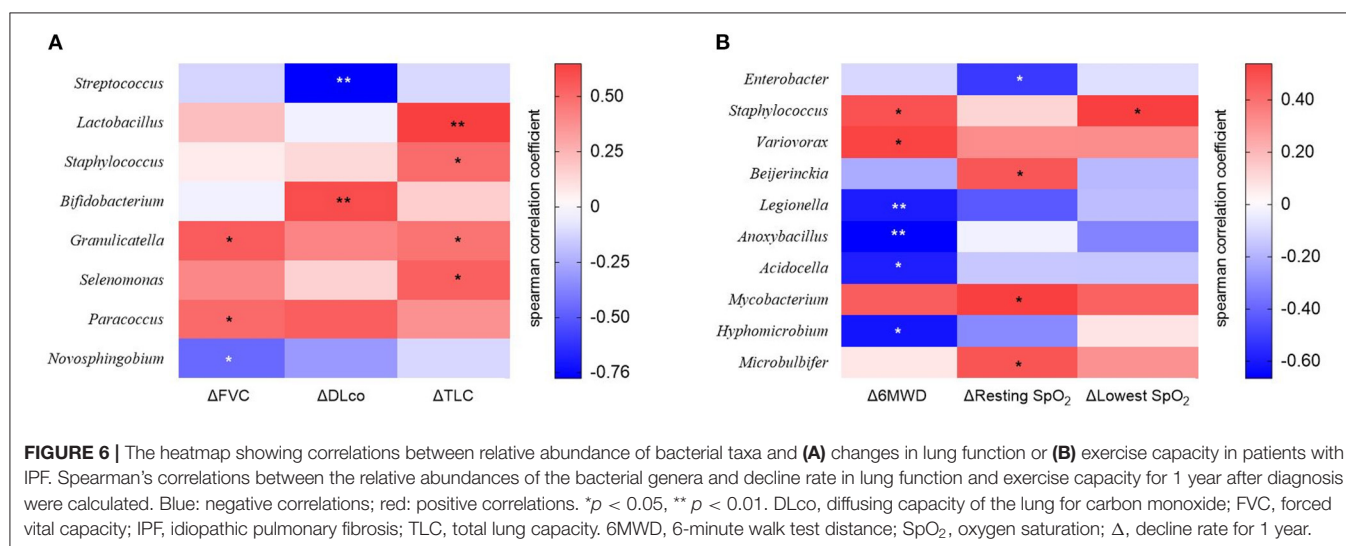 A
B
Streptococcus
**
Lactobacillus
**
Staphylococcus
*
Bifidobacterium
**
Granulicatella
*
*
Selenomonas
*
Paracoccus
*
Novosphingobium
*
ΔFVC
ΔDLco
ΔTLC
0.50
0.25
0
-0.25
-0.50
-0.76
spearman correlation coefficient
Enterobacter
*
Staphylococcus
*
*
Variovorax
*
Beijerinckia
*
Legionella
**
Anoxybacillus
**
Acidocella
*
Mycobacterium
*
Hyphomicrobium
*
Microbulbifer
*
Δ6MWD
ΔResting SpO₂
ΔLowest SpO₂
0.40
0.20
0.00
-0.20
-0.40
-0.60
spearman correlation coefficient
FIGURE 6 | The heatmap showing correlations between relative abundance of bacterial taxa and (A) changes in lung function or (B) exercise capacity in patients with
IPF. Spearman's correlations between the relative abundances of the bacterial genera and decline rate in lung function and exercise capacity for 1 year after diagnosis
were calculated. Blue: negative correlations; red: positive correlations. *p < 0.05, ** p < 0.01. DLco, diffusing capacity of the lung for carbon monoxide; FVC, forced
vital capacity; IPF, idiopathic pulmonary fibrosis; TLC, total lung capacity. 6MWD, 6-minute walk test distance; SpO₂, oxygen saturation; Δ, decline rate for 1 year.